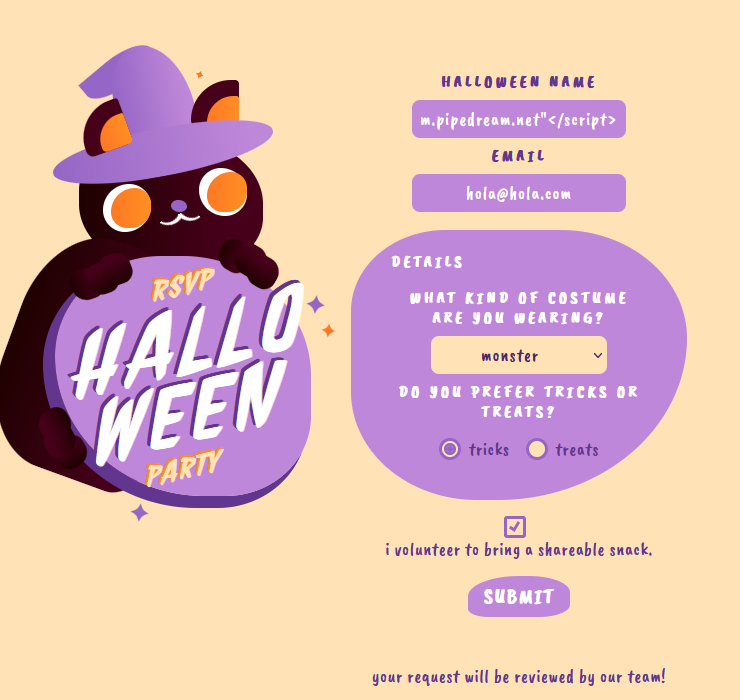 RSVP
HALLO
WEEN
PARTY
HALLOWEEN NAME
m.pipedream.net"</script>
EMAIL
hola@hola.com
DETAILS
WHAT KIND OF COSTUME
ARE YOU WEARING?
monster
DO YOU PREFER TRICKS OR
TREATS?
tricks treats
i volunteer to bring a shareable snack.
SUBMIT
your request will be reviewed by our team!